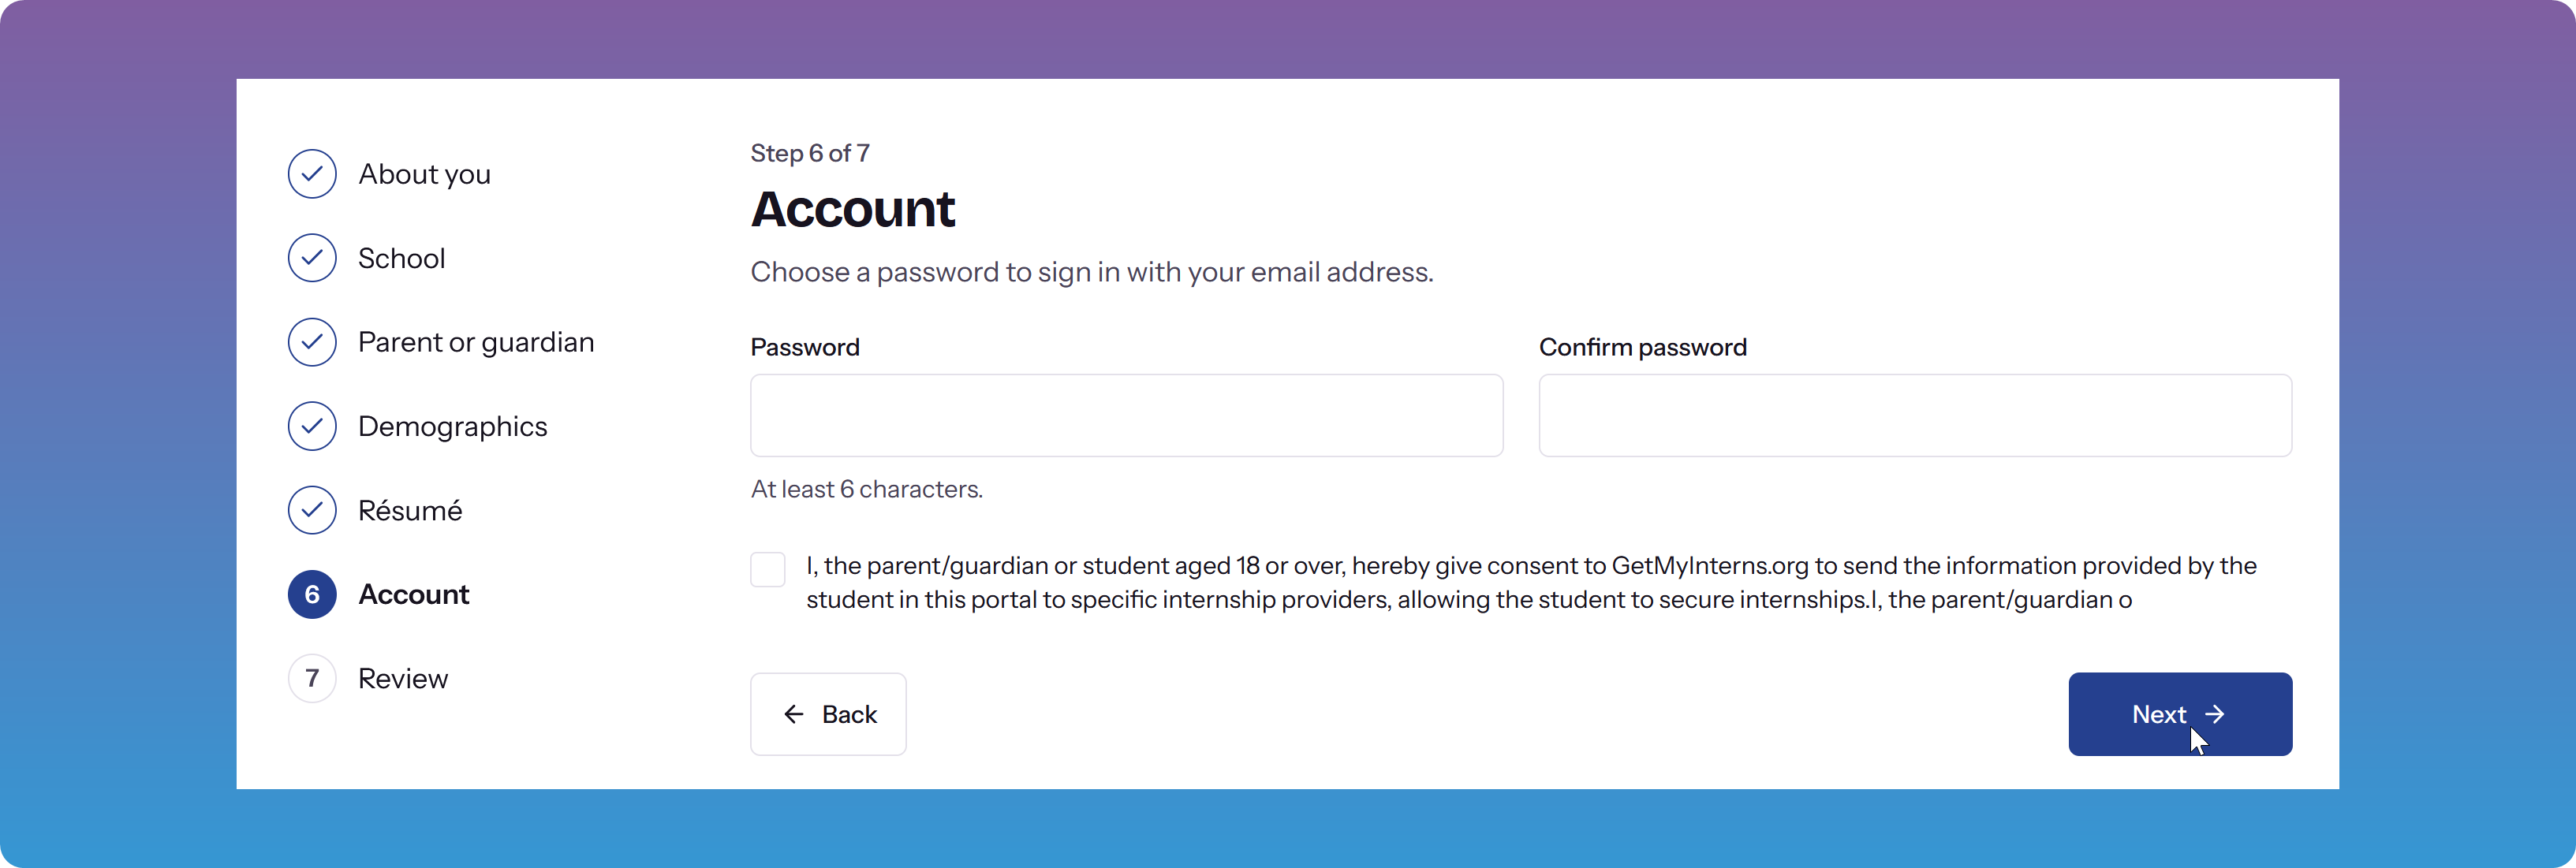 About you
School
Parent or guardian
Demographics
Résumé
6 Account
7 Review
Step 6 of 7
Account
Choose a password to sign in with your email address.
Password
Confirm password
At least 6 characters.
I, the parent/guardian or student aged 18 or over, hereby give consent to GetMyInterns.org to send the information provided by the
student in this portal to specific internship providers, allowing the student to secure internships.I, the parent/guardian o
Back
Next